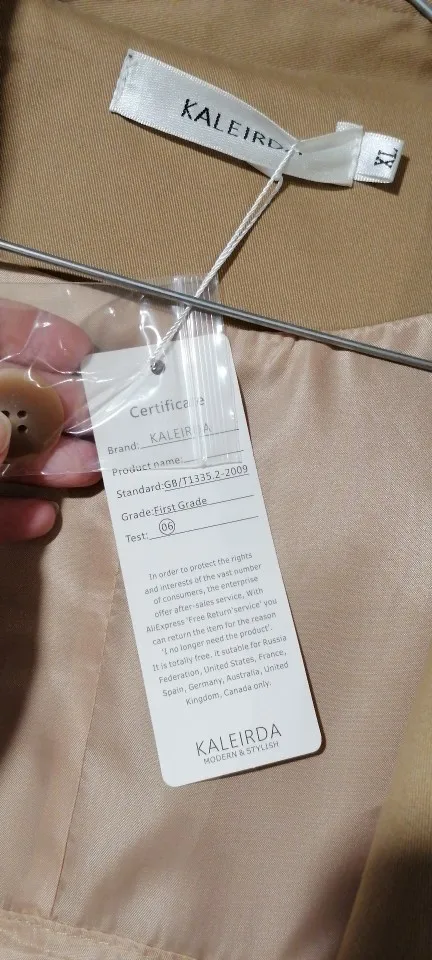 KALEIRDA
XL
Certificate
Brand: KALEIRDA
Product name:
Standard:GB/T1335.2-2009
Grade:First Grade
Test: 06
In order to protect the rights
and interests of the vast number
of consumers, the enterprise
offer after-sales service, With
AliExpress 'Free Return'service' you
can return the item for the reason
'I no longer need the product'.
It is totally free, it sutable for Russia
Federation, United States, France,
Spain, Germany, Australia, United
Kingdom, Canada only.
KALEIRDA
MODERN & STYLISH